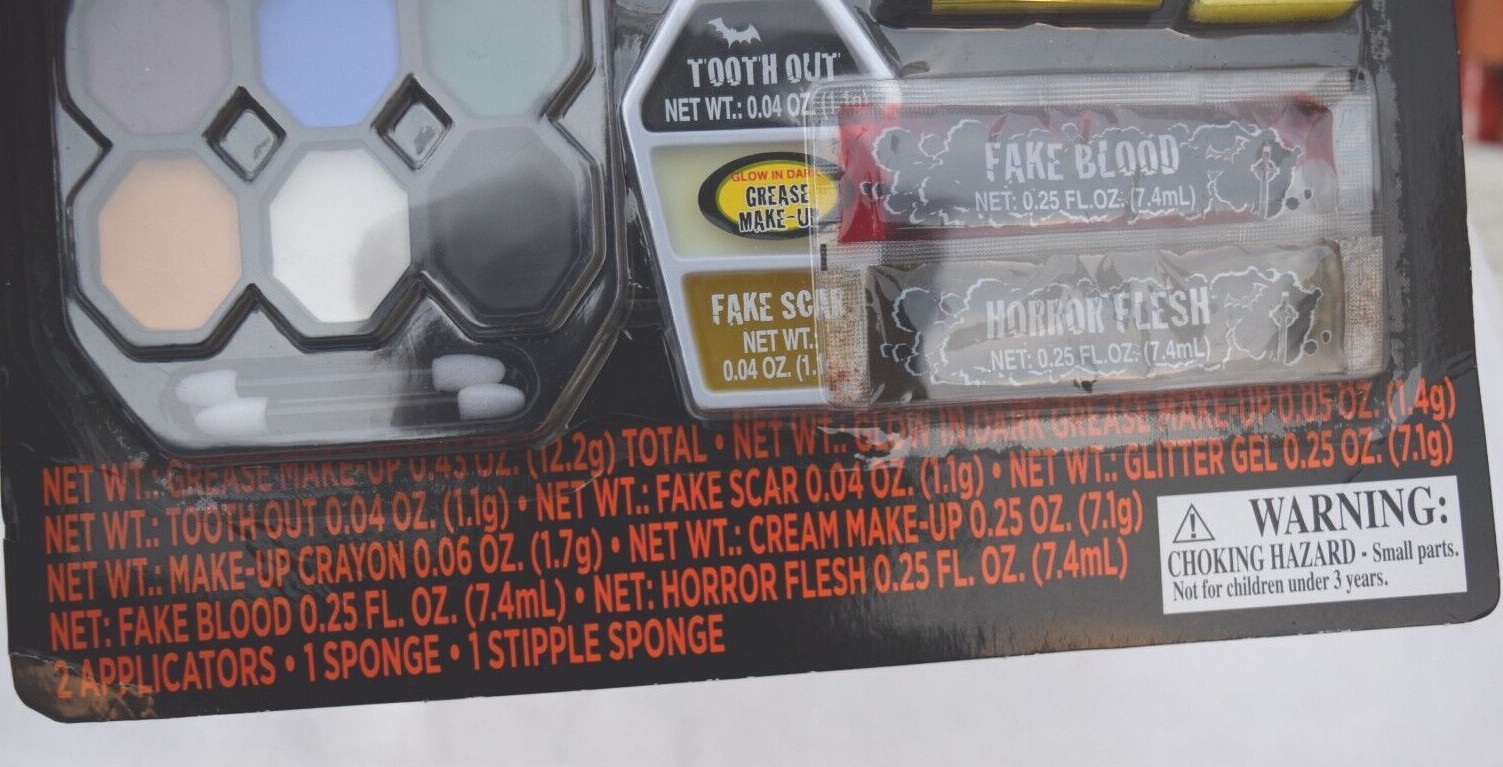 TOOTH OUT
NET WT.: 0.04 OZ. (1.1g)
GLOW IN DARK
GREASE
MAKE-UP
FAKE SCAR
NET WT.:
0.04 OZ. (1.1
FAKE BLOOD
NET: 0.25 FL.OZ. (7.4mL)
HORROR FLESH
NET: 0.25 FL.OZ. (7.4mL)
NET WT.: GREASE MAKE-UP 0.43 OZ. (12.2g) TOTAL • NET WT.: GLOW IN DARK GREASE MAKE-UP 0.05 OZ. (1.4g)
NET WT.: TOOTH OUT 0.04 OZ. (1.1g) • NET WT.: FAKE SCAR 0.04 OZ. (1.1g) • NET WT.: GLITTER GEL 0.25 OZ. (7.1g)
NET WT.: MAKE-UP CRAYON 0.06 OZ. (1.7g) • NET WT.: CREAM MAKE-UP 0.25 OZ. (7.1g)
NET: FAKE BLOOD 0.25 FL. OZ. (7.4mL) • NET: HORROR FLESH 0.25 FL. OZ. (7.4mL)
2 APPLICATORS • 1 SPONGE • 1 STIPPLE SPONGE
WARNING:
CHOKING HAZARD - Small parts.
Not for children under 3 years.